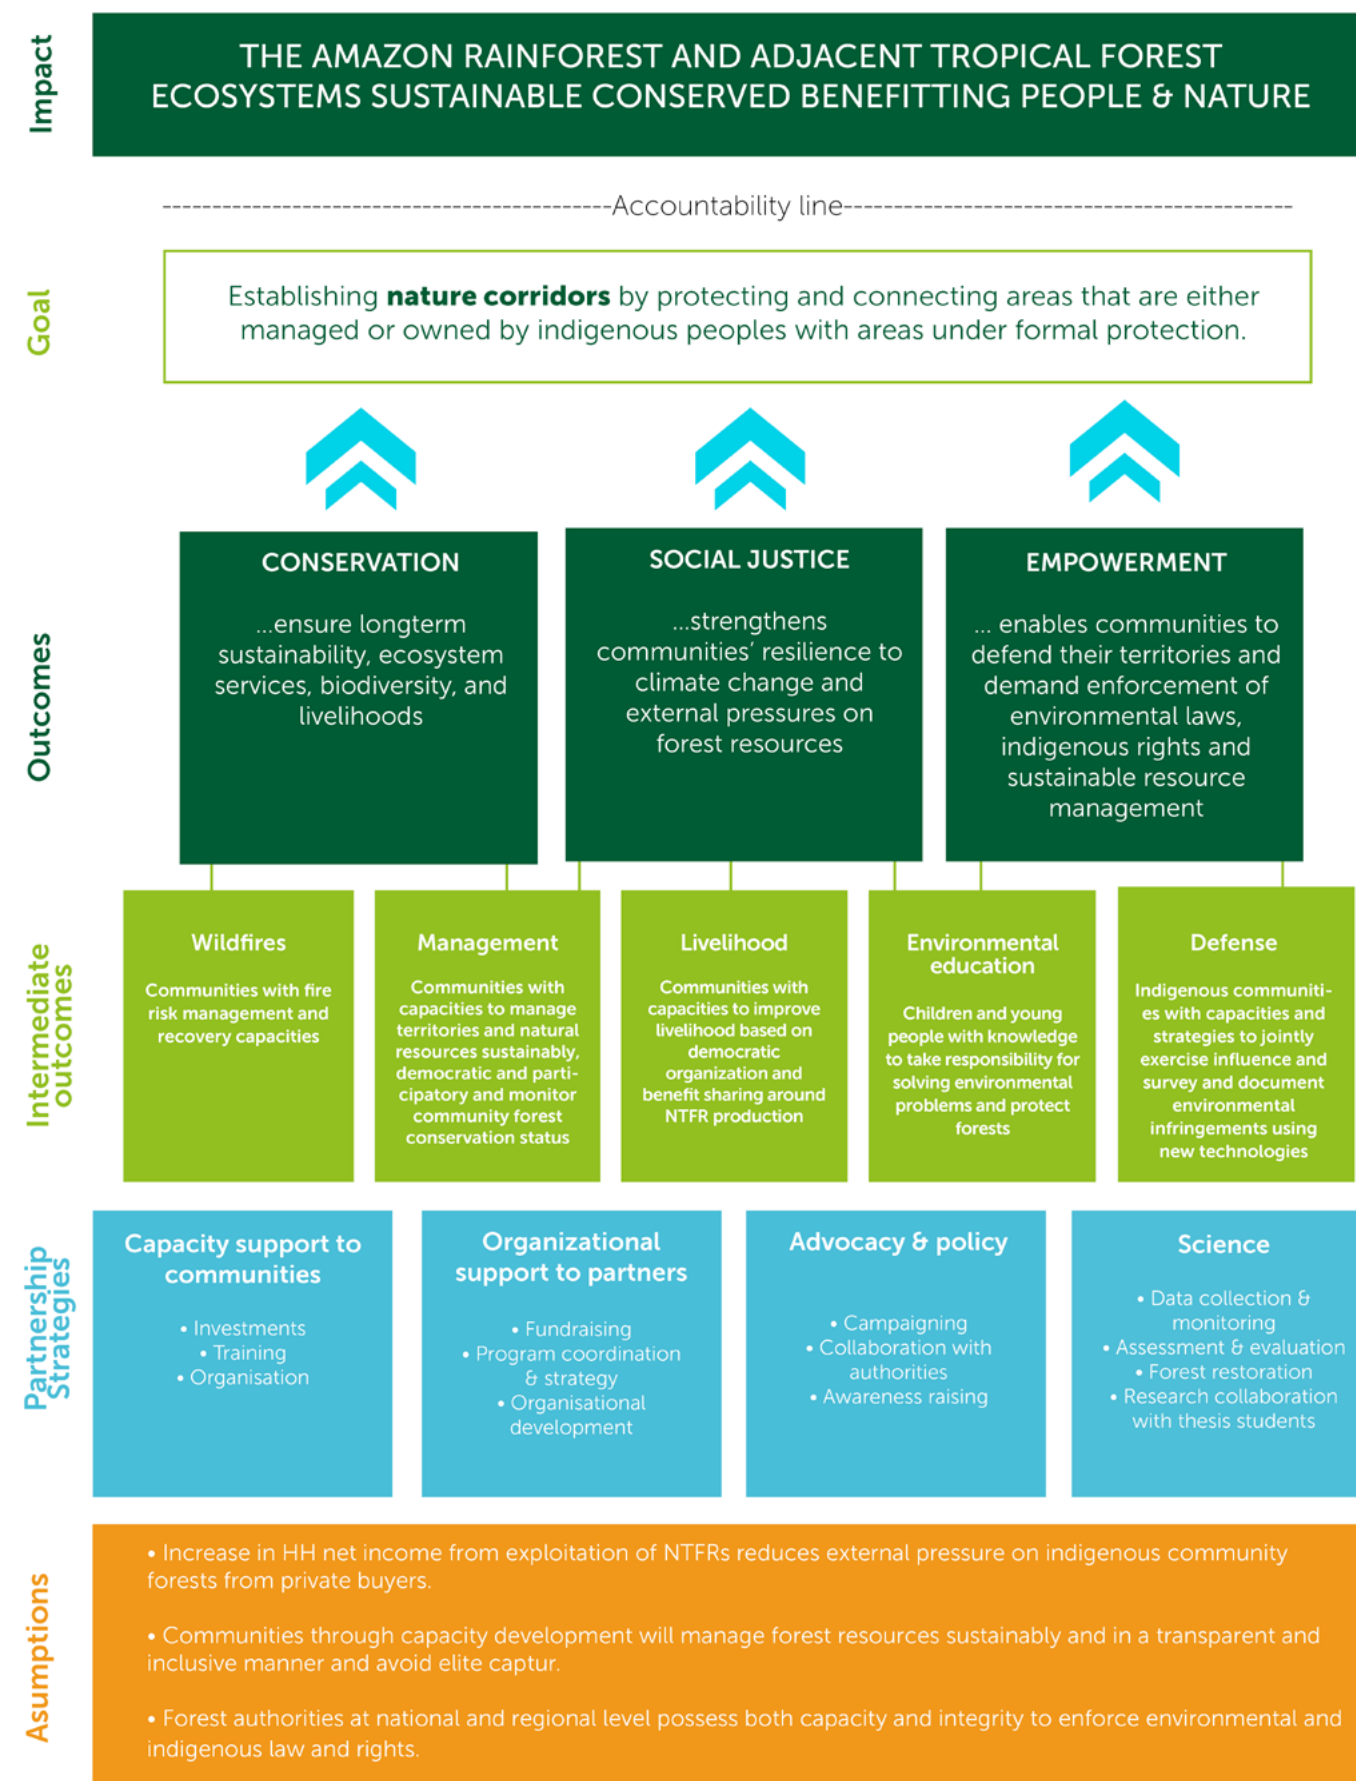 Impact
THE AMAZON RAINFOREST AND ADJACENT TROPICAL FOREST
ECOSYSTEMS SUSTAINABLE CONSERVED BENEFITTING PEOPLE & NATURE
Accountability line
Goal
Establishing nature corridors by protecting and connecting areas that are either
managed or owned by indigenous peoples with areas under formal protection.
Outcomes
CONSERVATION
...ensure longterm
sustainability, ecosystem
services, biodiversity, and
livelihoods
SOCIAL JUSTICE
...strengthens
communities' resilience to
climate change and
external pressures on
forest resources
EMPOWERMENT
... enables communities to
defend their territories and
demand enforcement of
environmental laws,
indigenous rights and
sustainable resource
management
Intermediate
outcomes
Wildfires
Communities with fire
risk management and
recovery capacities
Management
Communities with
capacities to manage
territories and natural
resources sustainably,
democratic and parti-
cipatory and monitor
community forest
conservation status
Livelihood
Communities with
capacities to improve
livelihood based on
democratic
organization and
benefit sharing around
NTFR production
Environmental
education
Children and young
people with knowledge
to take responsibility for
solving environmental
problems and protect
forests
Defense
Indigenous communiti-
es with capacities and
strategies to jointly
exercise influence and
survey and document
environmental
infringements using
new technologies
Partnership
Strategies
Capacity support to
communities
• Investments
• Training
• Organisation
Organizational
support to partners
• Fundraising
• Program coordination
& strategy
• Organisational
development
Advocacy & policy
• Campaigning
• Collaboration with
authorities
• Awareness raising
Science
• Data collection &
monitoring
• Assessment & evaluation
• Forest restoration
• Research collaboration
with thesis students
Asumptions
• Increase in HH net income from exploitation of NTFRs reduces external pressure on indigenous community
forests from private buyers.
• Communities through capacity development will manage forest resources sustainably and in a transparent and
inclusive manner and avoid elite captur.
• Forest authorities at national and regional level possess both capacity and integrity to enforce environmental and
indigenous law and rights.